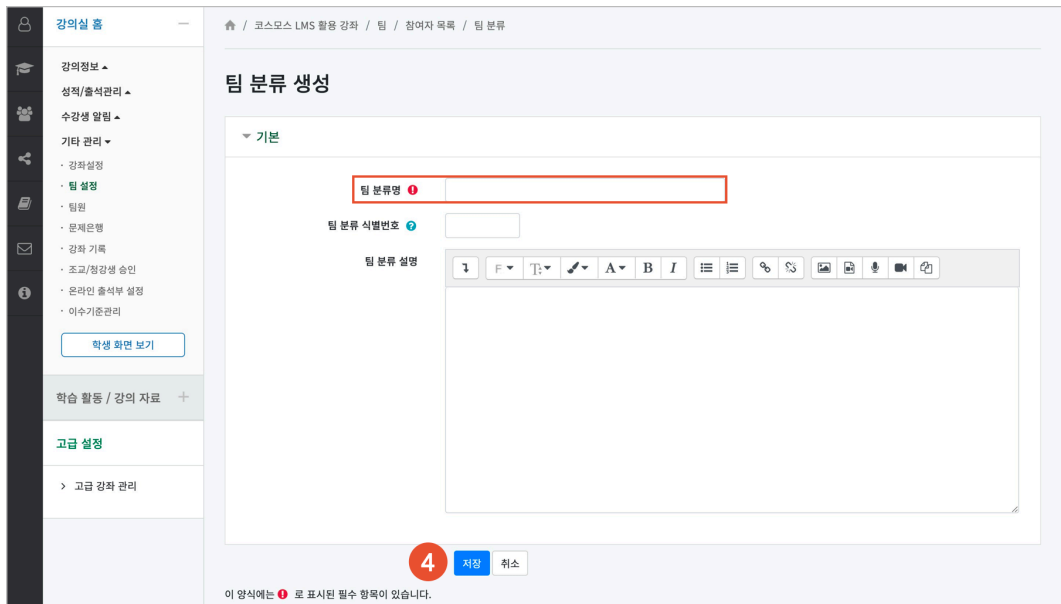 강의실 홈
강의정보
성적/출석관리
수강생 알림
기타 관리
· 강좌설정
· 팀 설정
· 팀원
· 문제은행
· 강좌 기록
· 조교/청강생 승인
· 온라인 출석부 설정
· 이수기준관리
학생 화면 보기
학습 활동 / 강의 자료
고급 설정
고급 강좌 관리
/ 코스모스 LMS 활용 강좌 / 팀 / 참여자 목록 / 팀 분류
팀 분류 생성
기본
팀 분류명
팀 분류 식별번호
팀 분류 설명
F T A B I
4 저장 취소
이 양식에는 로 표시된 필수 항목이 있습니다.